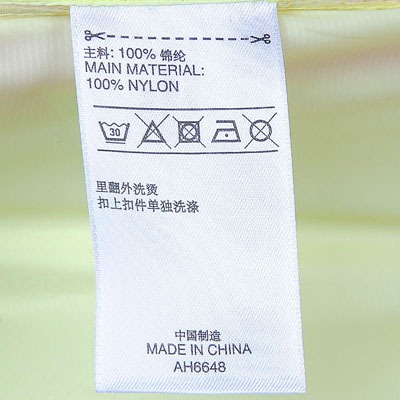 主料: 100% 锦纶
MAIN MATERIAL:
100% NYLON
30
里翻外洗烫
扣上扣件单独洗涤
中国制造
MADE IN CHINA
AH6648